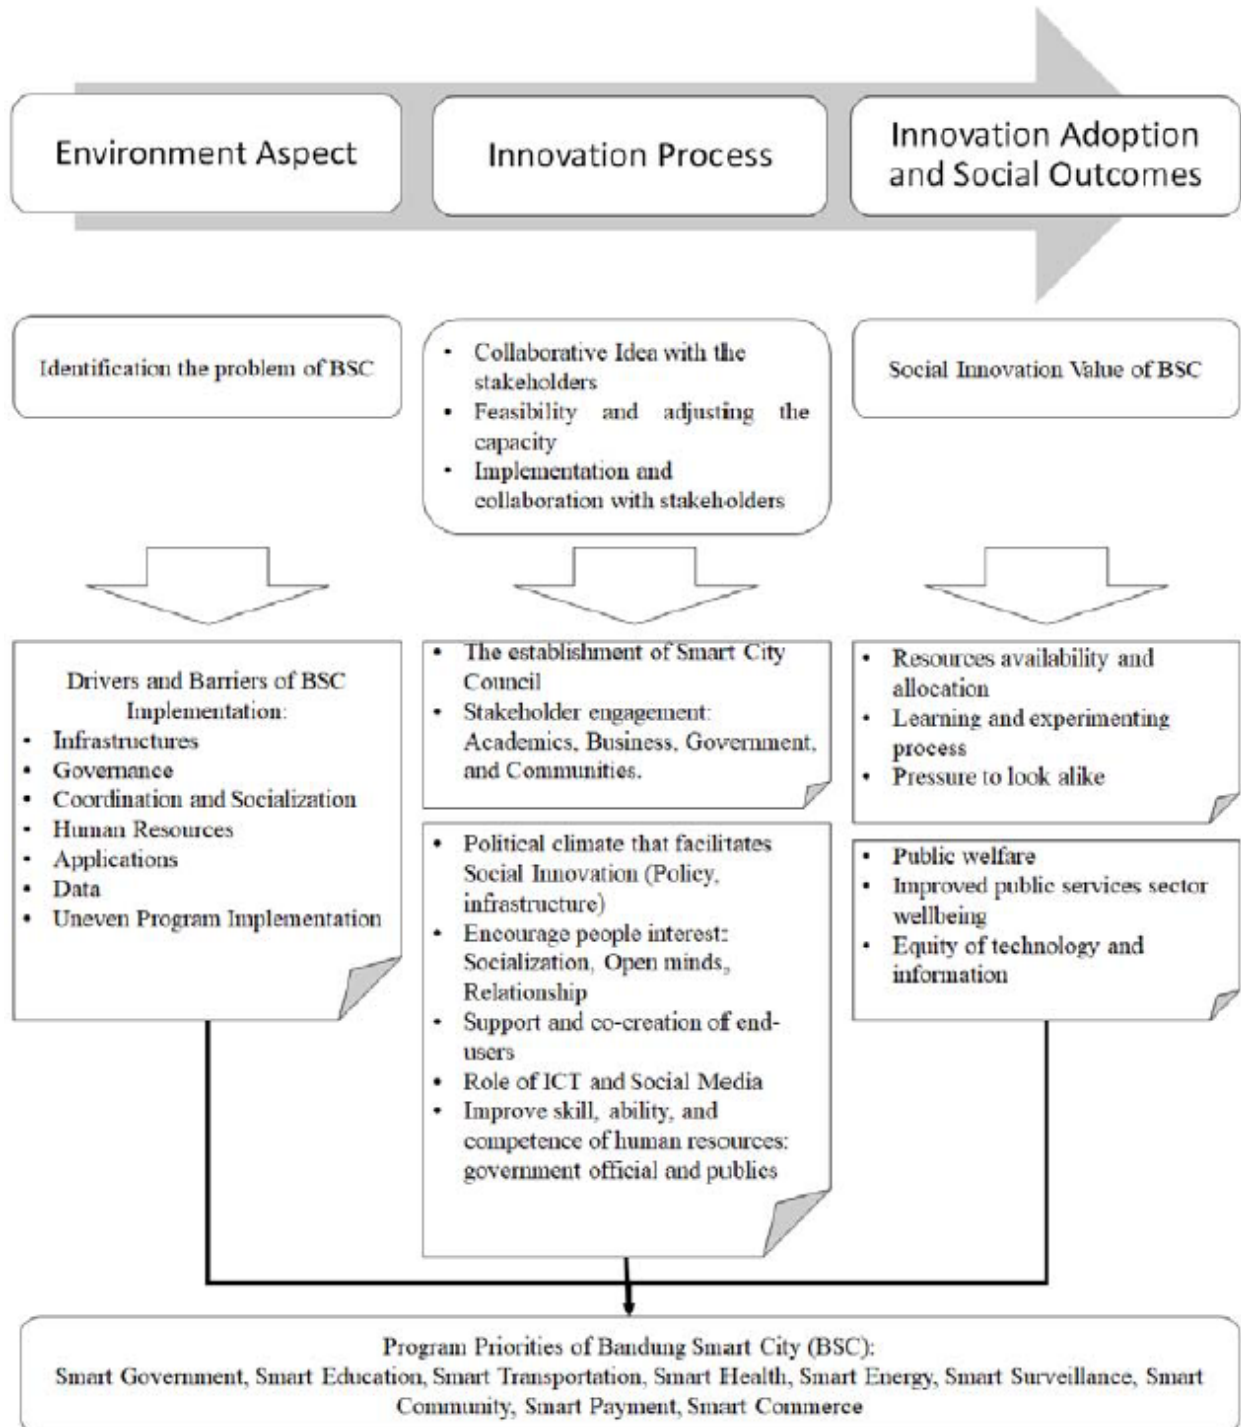 Environment Aspect
Innovation Process
Innovation Adoption
and Social Outcomes
Identification the problem of BSC
• Collaborative Idea with the
stakeholders
• Feasibility and adjusting the
capacity
• Implementation and
collaboration with stakeholders
Social Innovation Value of BSC
Drivers and Barriers of BSC
Implementation:
• Infrastructures
• Governance
• Coordination and Socialization
• Human Resources
• Applications
• Data
• Uneven Program Implementation
• The establishment of Smart City
Council
• Stakeholder engagement:
Academics, Business, Government,
and Communities.
• Political climate that facilitates
Social Innovation (Policy,
infrastructure)
• Encourage people interest:
Socialization, Open minds,
Relationship
• Support and co-creation of end-
users
• Role of ICT and Social Media
• Improve skill, ability, and
competence of human resources:
government official and publics
• Resources availability and
allocation
• Learning and experimenting
process
• Pressure to look alike
• Public welfare
• Improved public services sector
wellbeing
• Equity of technology and
information
Program Priorities of Bandung Smart City (BSC):
Smart Government, Smart Education, Smart Transportation, Smart Health, Smart Energy, Smart Surveillance, Smart
Community, Smart Payment, Smart Commerce